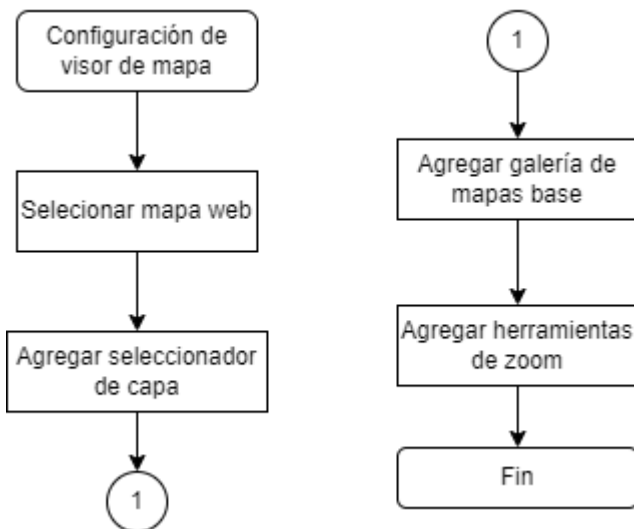 Configuración de
visor de mapa
Selecionar mapa web
Agregar seleccionador
de capa
1
1
Agregar galería de
mapas base
Agregar herramientas
de zoom
Fin